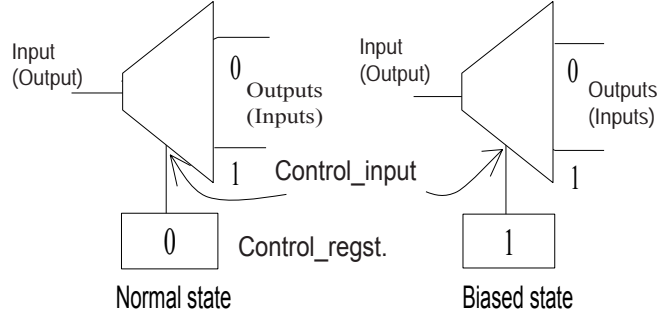 Input
(Output)
0
Outputs
(Inputs)
1
Control_input
0
Control_regst.
Normal state
Input
(Output)
0
Outputs
(Inputs)
1
1
Biased state